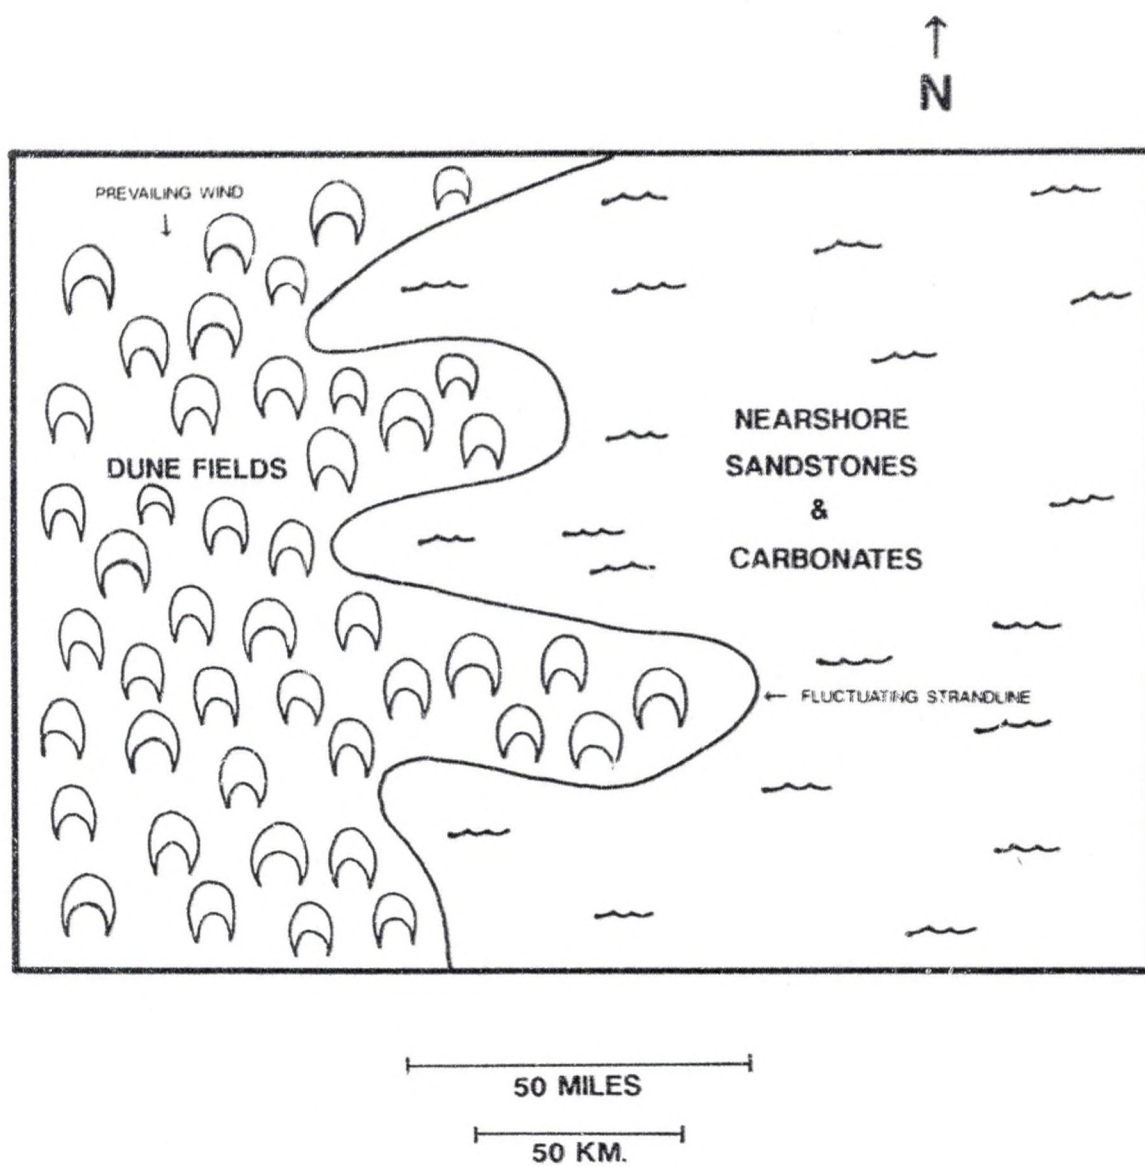 N
PREVAILING WIND
DUNE FIELDS
NEARSHORE
SANDSTONES
&
CARBONATES
FLUCTUATING STRANDLINE
50 MILES
50 KM.